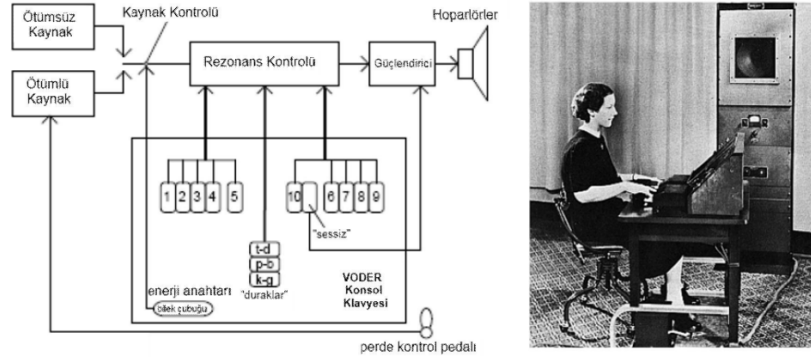 Ötümsüz
Kaynak
Kaynak Kontrolü
Hoparlörler
Ötümlü
Kaynak
Rezonans Kontrolü
Güçlendirici
1 2 3 4 5
10 6 7 8 9
"sessiz"
t-d
p-b
k-g
"duraklar"
VODER
Konsol
Klavyesi
enerji anahtarı
bilek çubuğu
perde kontrol pedalı